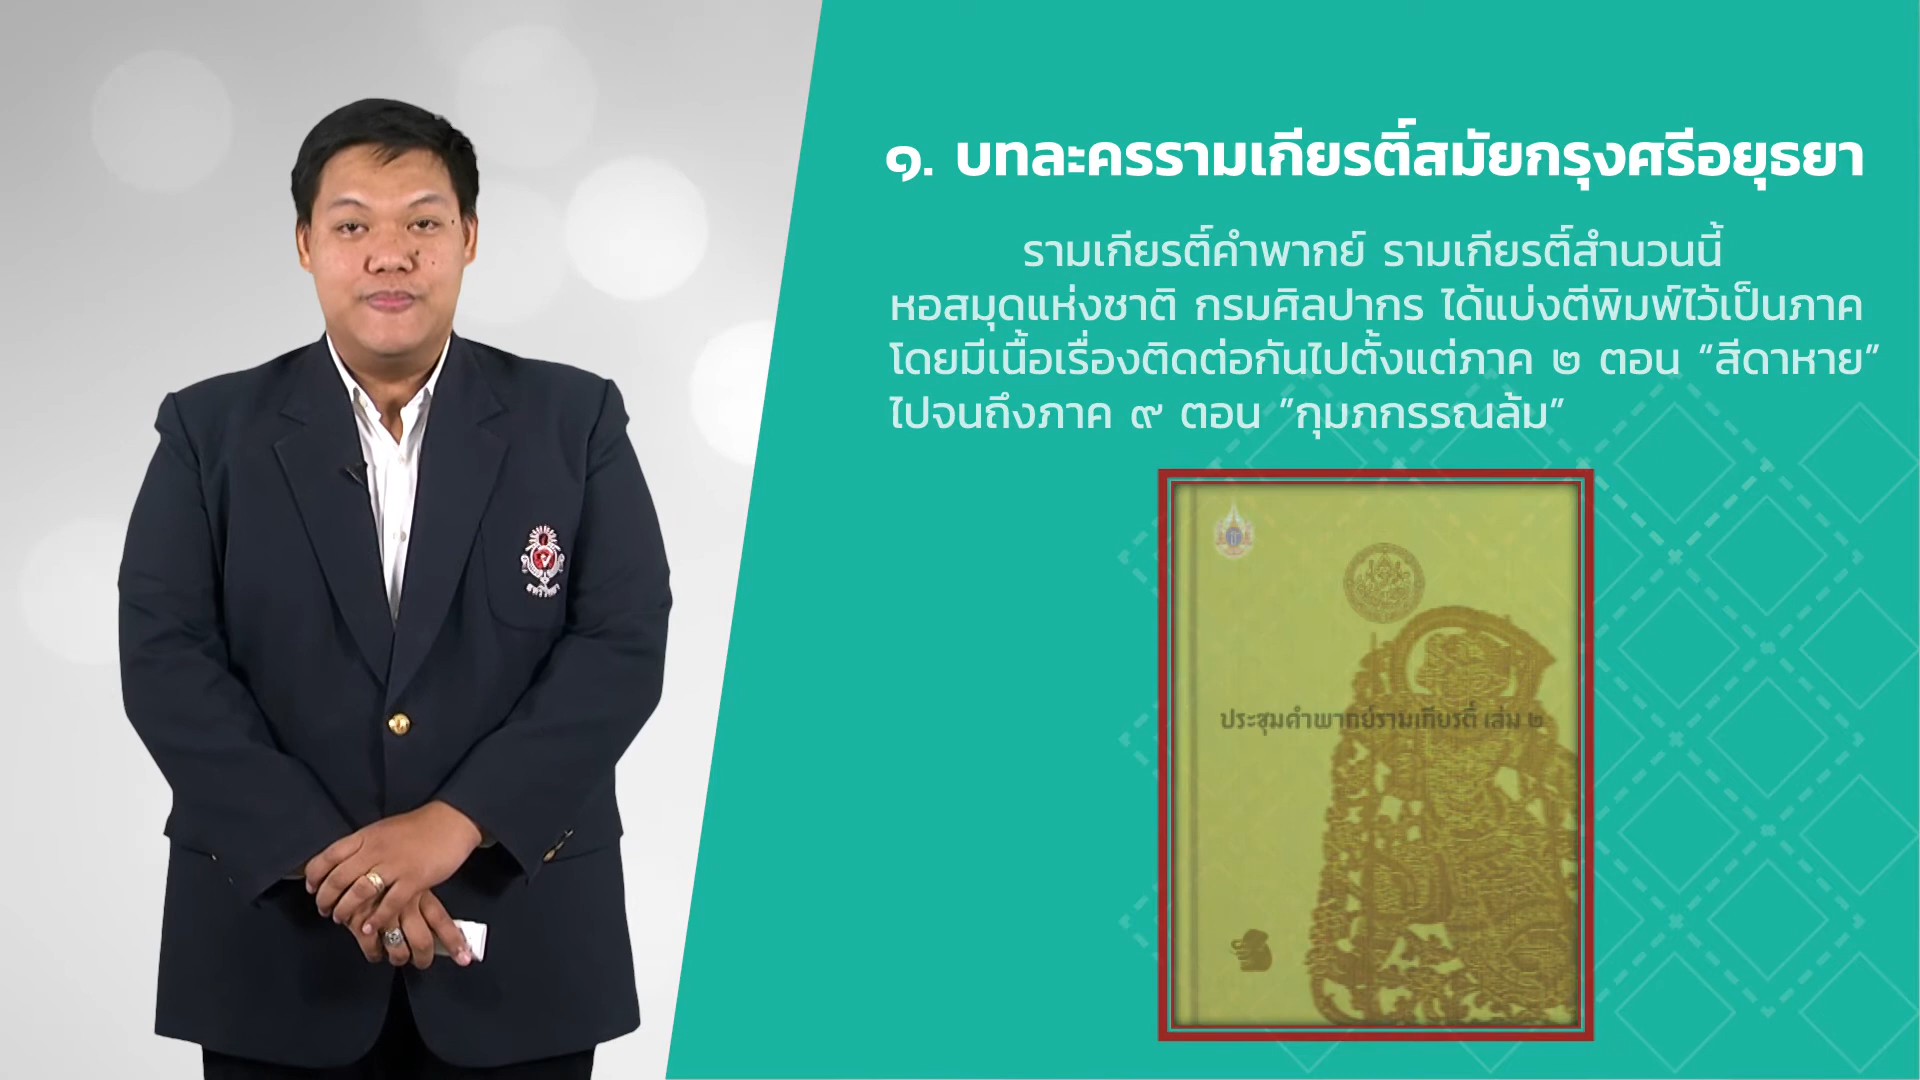 ๑. บทละครรามเกียรติ์สมัยกรุงศรีอยุธยา
รามเกียรติ์คำพากย์ รามเกียรติ์สำนวนนี้
หอสมุดแห่งชาติ กรมศิลปากร ได้แบ่งตีพิมพ์ไว้เป็นภาค
โดยมีเนื้อเรื่องติดต่อกันไปตั้งแต่ภาค ๒ ตอน “สีดาหาย”
ไปจนถึงภาค ๙ ตอน ”กุมภกรรณล้ม”
ประชุมคำพากย์รามเกียรติ์ เล่ม ๒